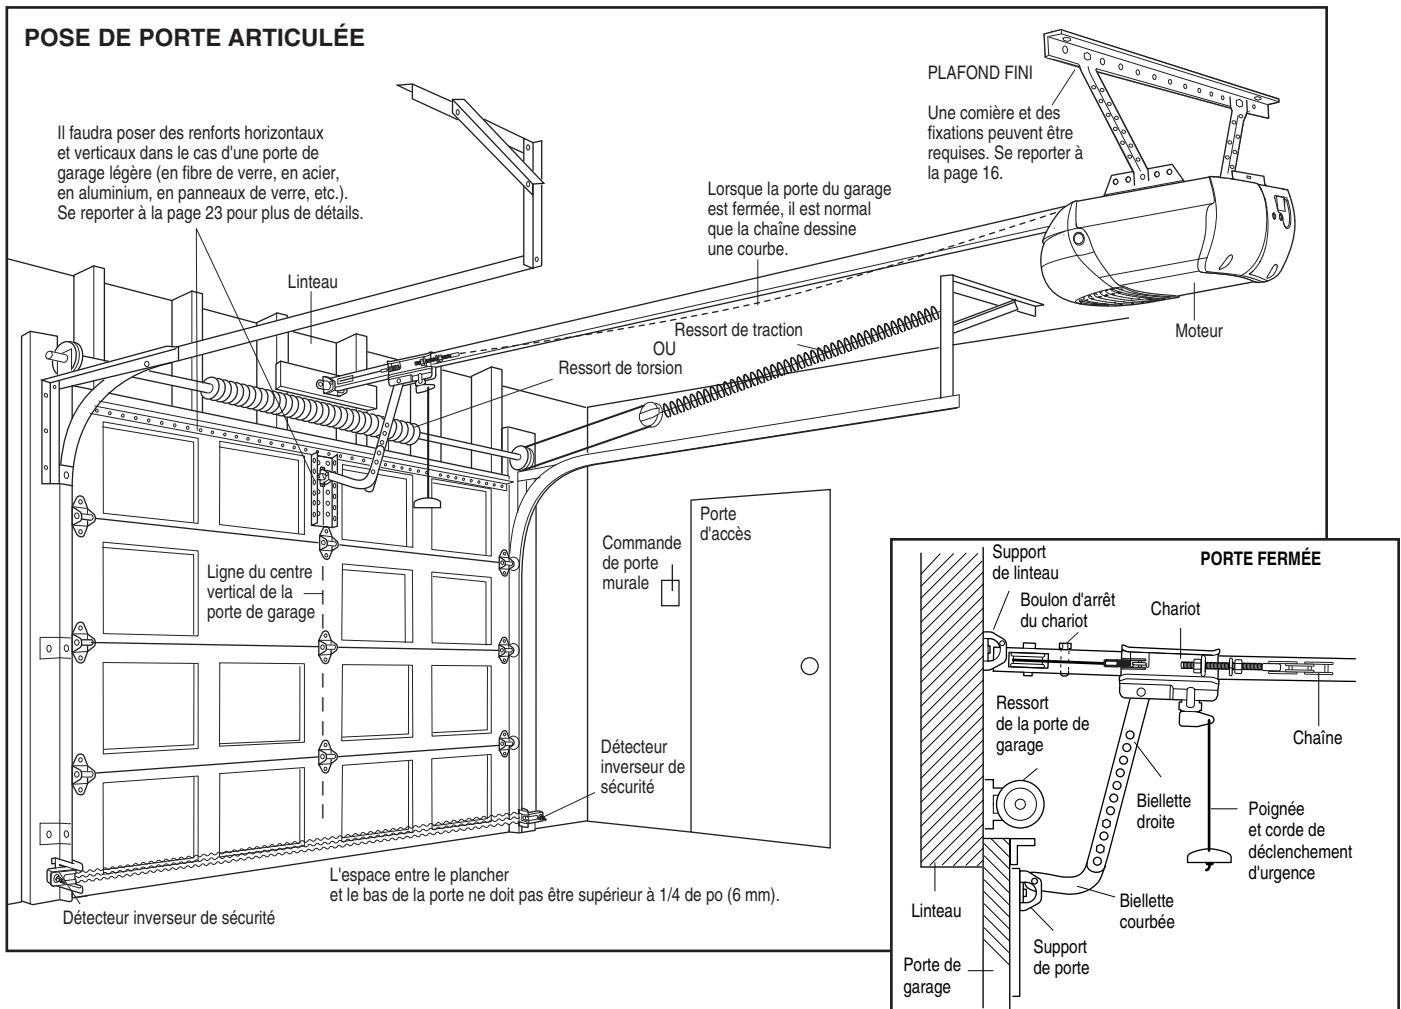 POSE DE PORTE ARTICULÉE
Il faudra poser des renforts horizontaux
et verticaux dans le cas d'une porte de
garage légère (en fibre de verre, en acier,
en aluminium, en panneaux de verre, etc.).
Se reporter à la page 23 pour plus de détails.
Linteau
Lorsque la porte du garage
est fermée, il est normal
que la chaîne dessine
une courbe.
PLAFOND FINI
Une cornière et des
fixations peuvent être
requises. Se reporter à
la page 16.
Moteur
Ressort de traction
OU
Ressort de torsion
Ligne du centre
vertical de la
porte de garage
Commande
de porte
murale
Porte
d'accès
Détecteur
inverseur de
sécurité
L'espace entre le plancher
et le bas de la porte ne doit pas être supérieur à 1/4 de po (6 mm).
Détecteur inverseur de sécurité
PORTE FERMÉE
Support
de linteau
Boulon d'arrêt
du chariot
Chariot
Chaîne
Ressort
de la porte de
garage
Biellette
droite
Poignée
et corde de
déclenchement
d'urgence
Linteau
Biellette
courbée
Support
de porte
Porte de
garage